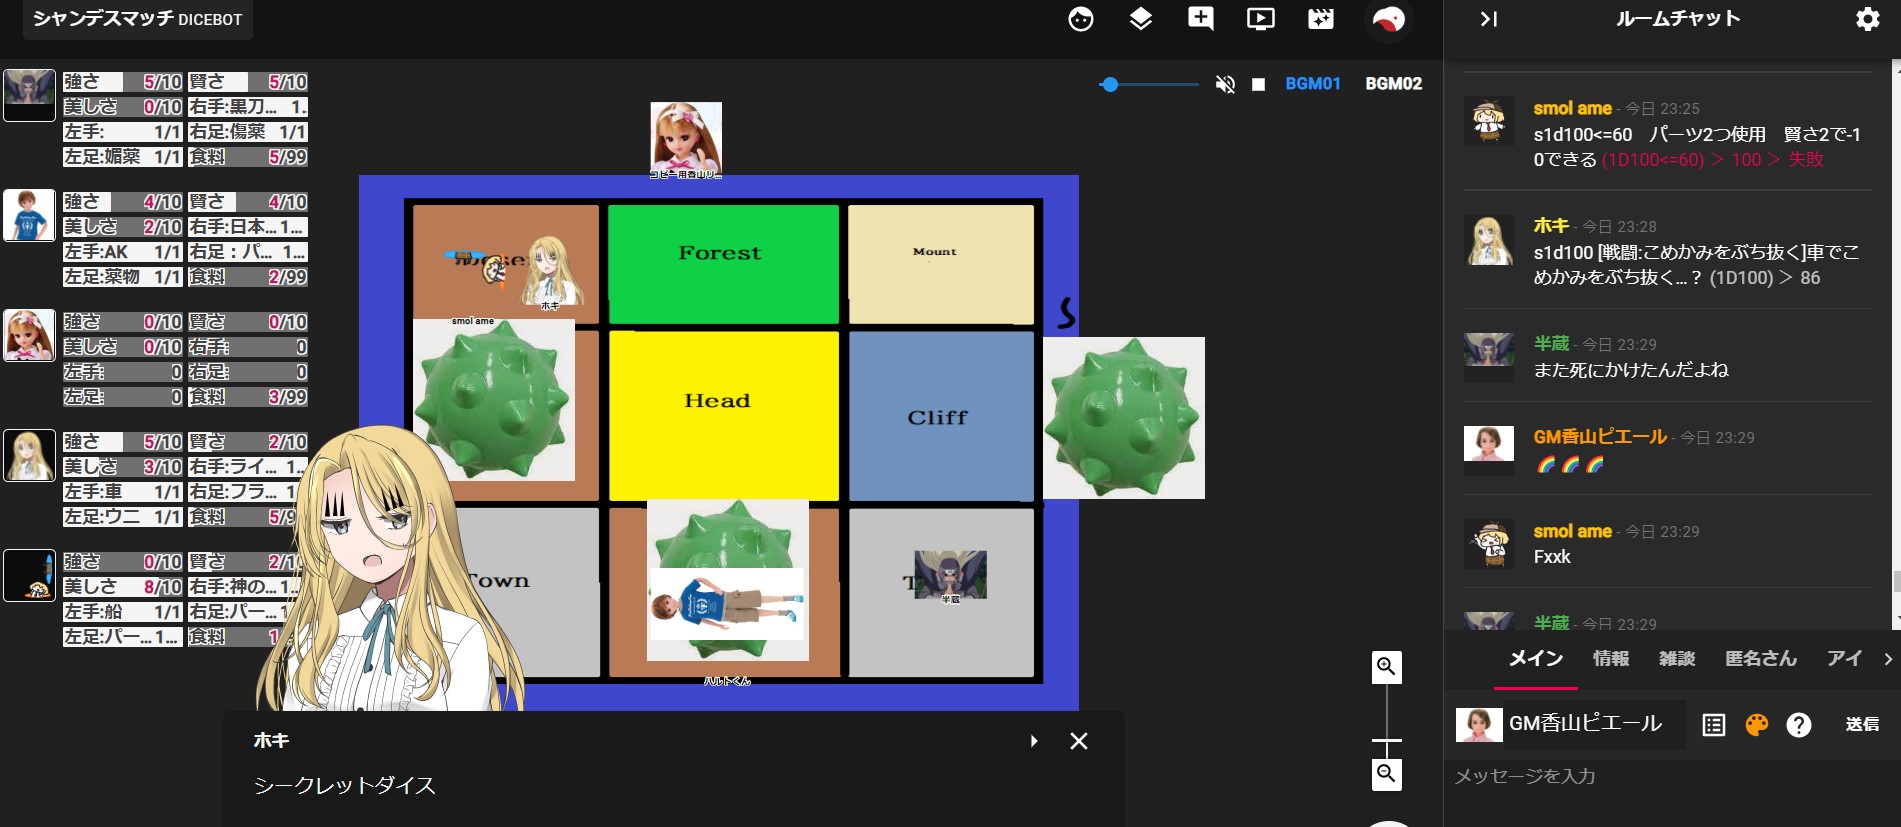 シャンデスマッチ DICEBOT
BGM01 BGM02
強さ 5/10 賢さ 5/10
美しさ 0/10 右手:黒刀... 1.
左手: 1/1 右足:傷薬 1/1
左足:媚薬 1/1 食料 5/99
強さ 4/10 賢さ 4/10
美しさ 2/10 右手:日本...1...
左手:AK 1/1 右足:パ... 1...
左足:薬物 1/1 食料 2/99
強さ 0/10 賢さ 0/10
美しさ 0/10 右手: 0
左手: 0 右足: 0
左足: 0 食料 3/99
強さ 5/10 賢さ 2/10
美しさ 3/10 右手:ライ... 1..
左手:車 1/1 右足:フラ... 1
左足:ウニ 1/1 食料 5/9
強さ 0/10 賢さ 2/1
美しさ 8/10 右手:神の...1.
左手:船 1/1 右足:パー...
左足:パー...1... 食料 1
コピー用香山リ...
Forest
Mount
ホキ
smol ame
S
Head
Cliff
Town
T
半蔵
ハルトくん
ホキ
シークレットダイス
ルームチャット
smol ame - 今日 23:25
s1d100<=60　パーツ2つ使用　賢さ2で-1
0できる (1D100<=60) ＞ 100 ＞ 失敗
ホキ - 今日 23:28
s1d100 [戦闘:こめかみをぶち抜く]車でこ
めかみをぶち抜く...？ (1D100) ＞ 86
半蔵 - 今日 23:29
また死にかけたんだよね
GM香山ピエール - 今日 23:29
🌈🌈🌈
smol ame - 今日 23:29
Fxxk
半蔵 - 今日 23:29
メイン 情報 雑談 匿名さん アイ
GM香山ピエール 送信
メッセージを入力